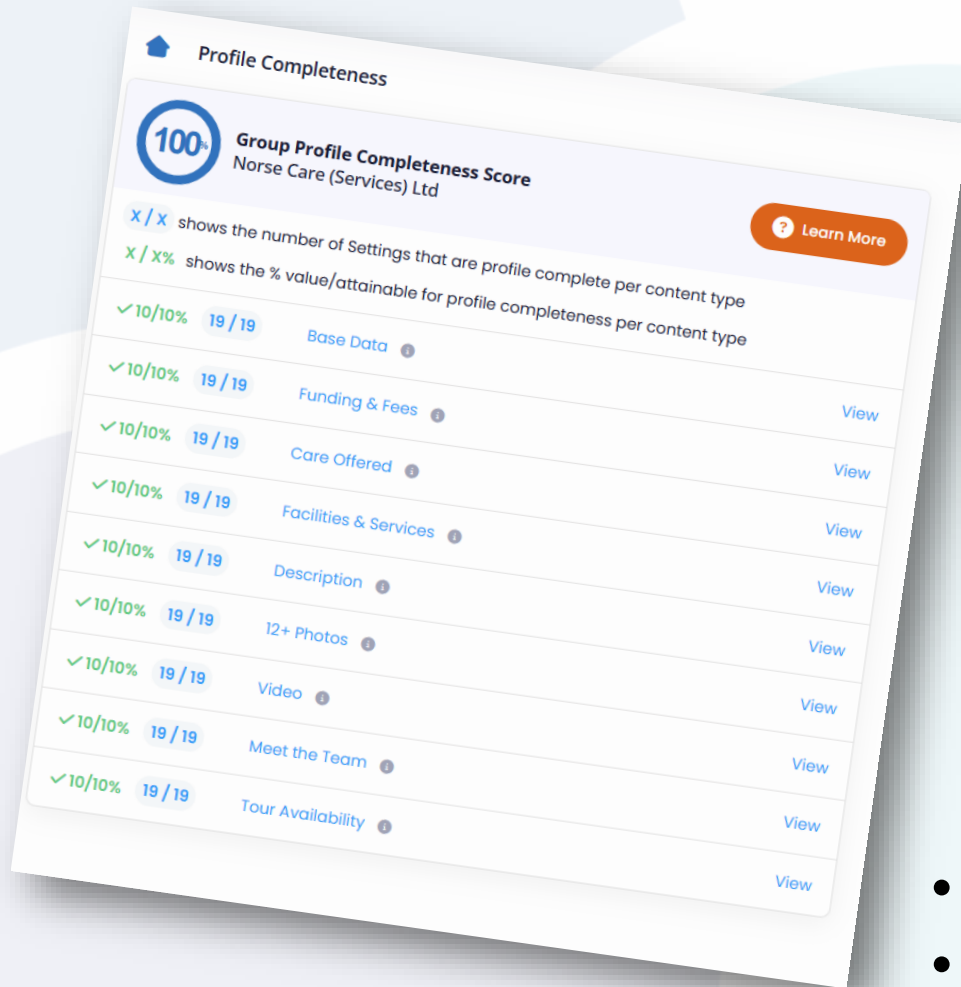 Profile Completeness
100%
Group Profile Completeness Score
Norse Care (Services) Ltd
? Learn More
X / X shows the number of Settings that are profile complete per content type
X / X% shows the % value/attainable for profile completeness per content type
10/10% 19 / 19 Base Data View
10/10% 19 / 19 Funding & Fees View
10/10% 19 / 19 Care Offered View
10/10% 19 / 19 Facilities & Services View
10/10% 19 / 19 Description View
10/10% 19 / 19 12+ Photos View
10/10% 19 / 19 Video View
10/10% 19 / 19 Meet the Team View
10/10% 19 / 19 Tour Availability View